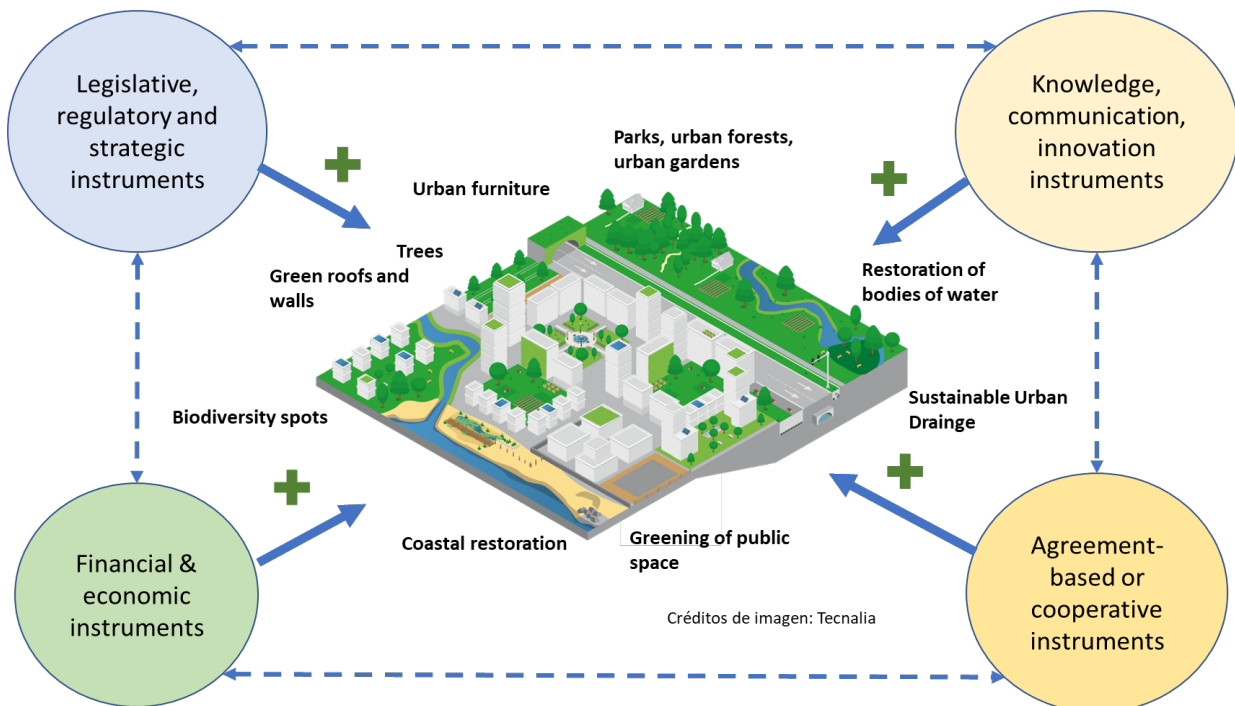 Legislative,
regulatory and
strategic
instruments
Knowledge,
communication,
innovation
instruments
Parks, urban forests,
urban gardens
Urban furniture
Trees
Green roofs and
walls
Restoration of
bodies of water
Biodiversity spots
Sustainable Urban
Drainge
Coastal restoration
Greening of public
space
Financial &
economic
instruments
Agreement-
based or
cooperative
instruments
Créditos de imagen: Tecnalia